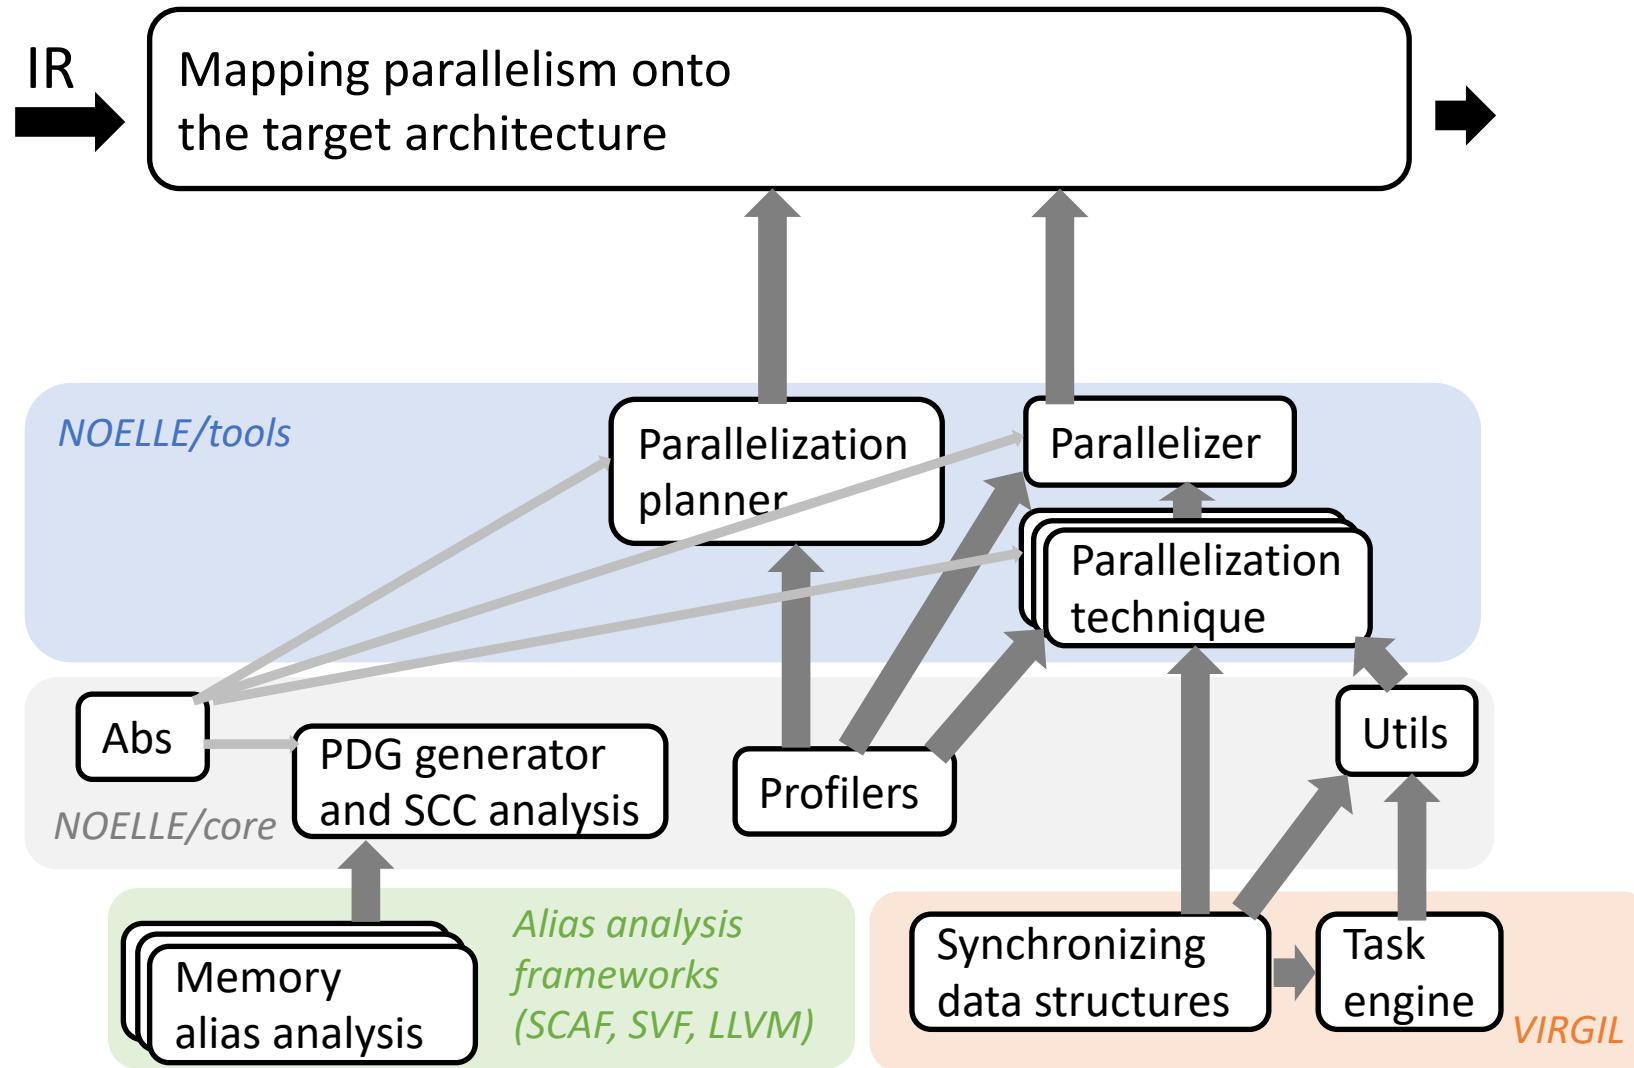 IR
Mapping parallelism onto
the target architecture
NOELLE/tools
Parallelization
planner
Parallelizer
Parallelization
technique
Abs
PDG generator
and SCC analysis
Profilers
Utils
NOELLE/core
Memory
alias analysis
Alias analysis
frameworks
(SCAF, SVF, LLVM)
Synchronizing
data structures
Task
engine
VIRGIL